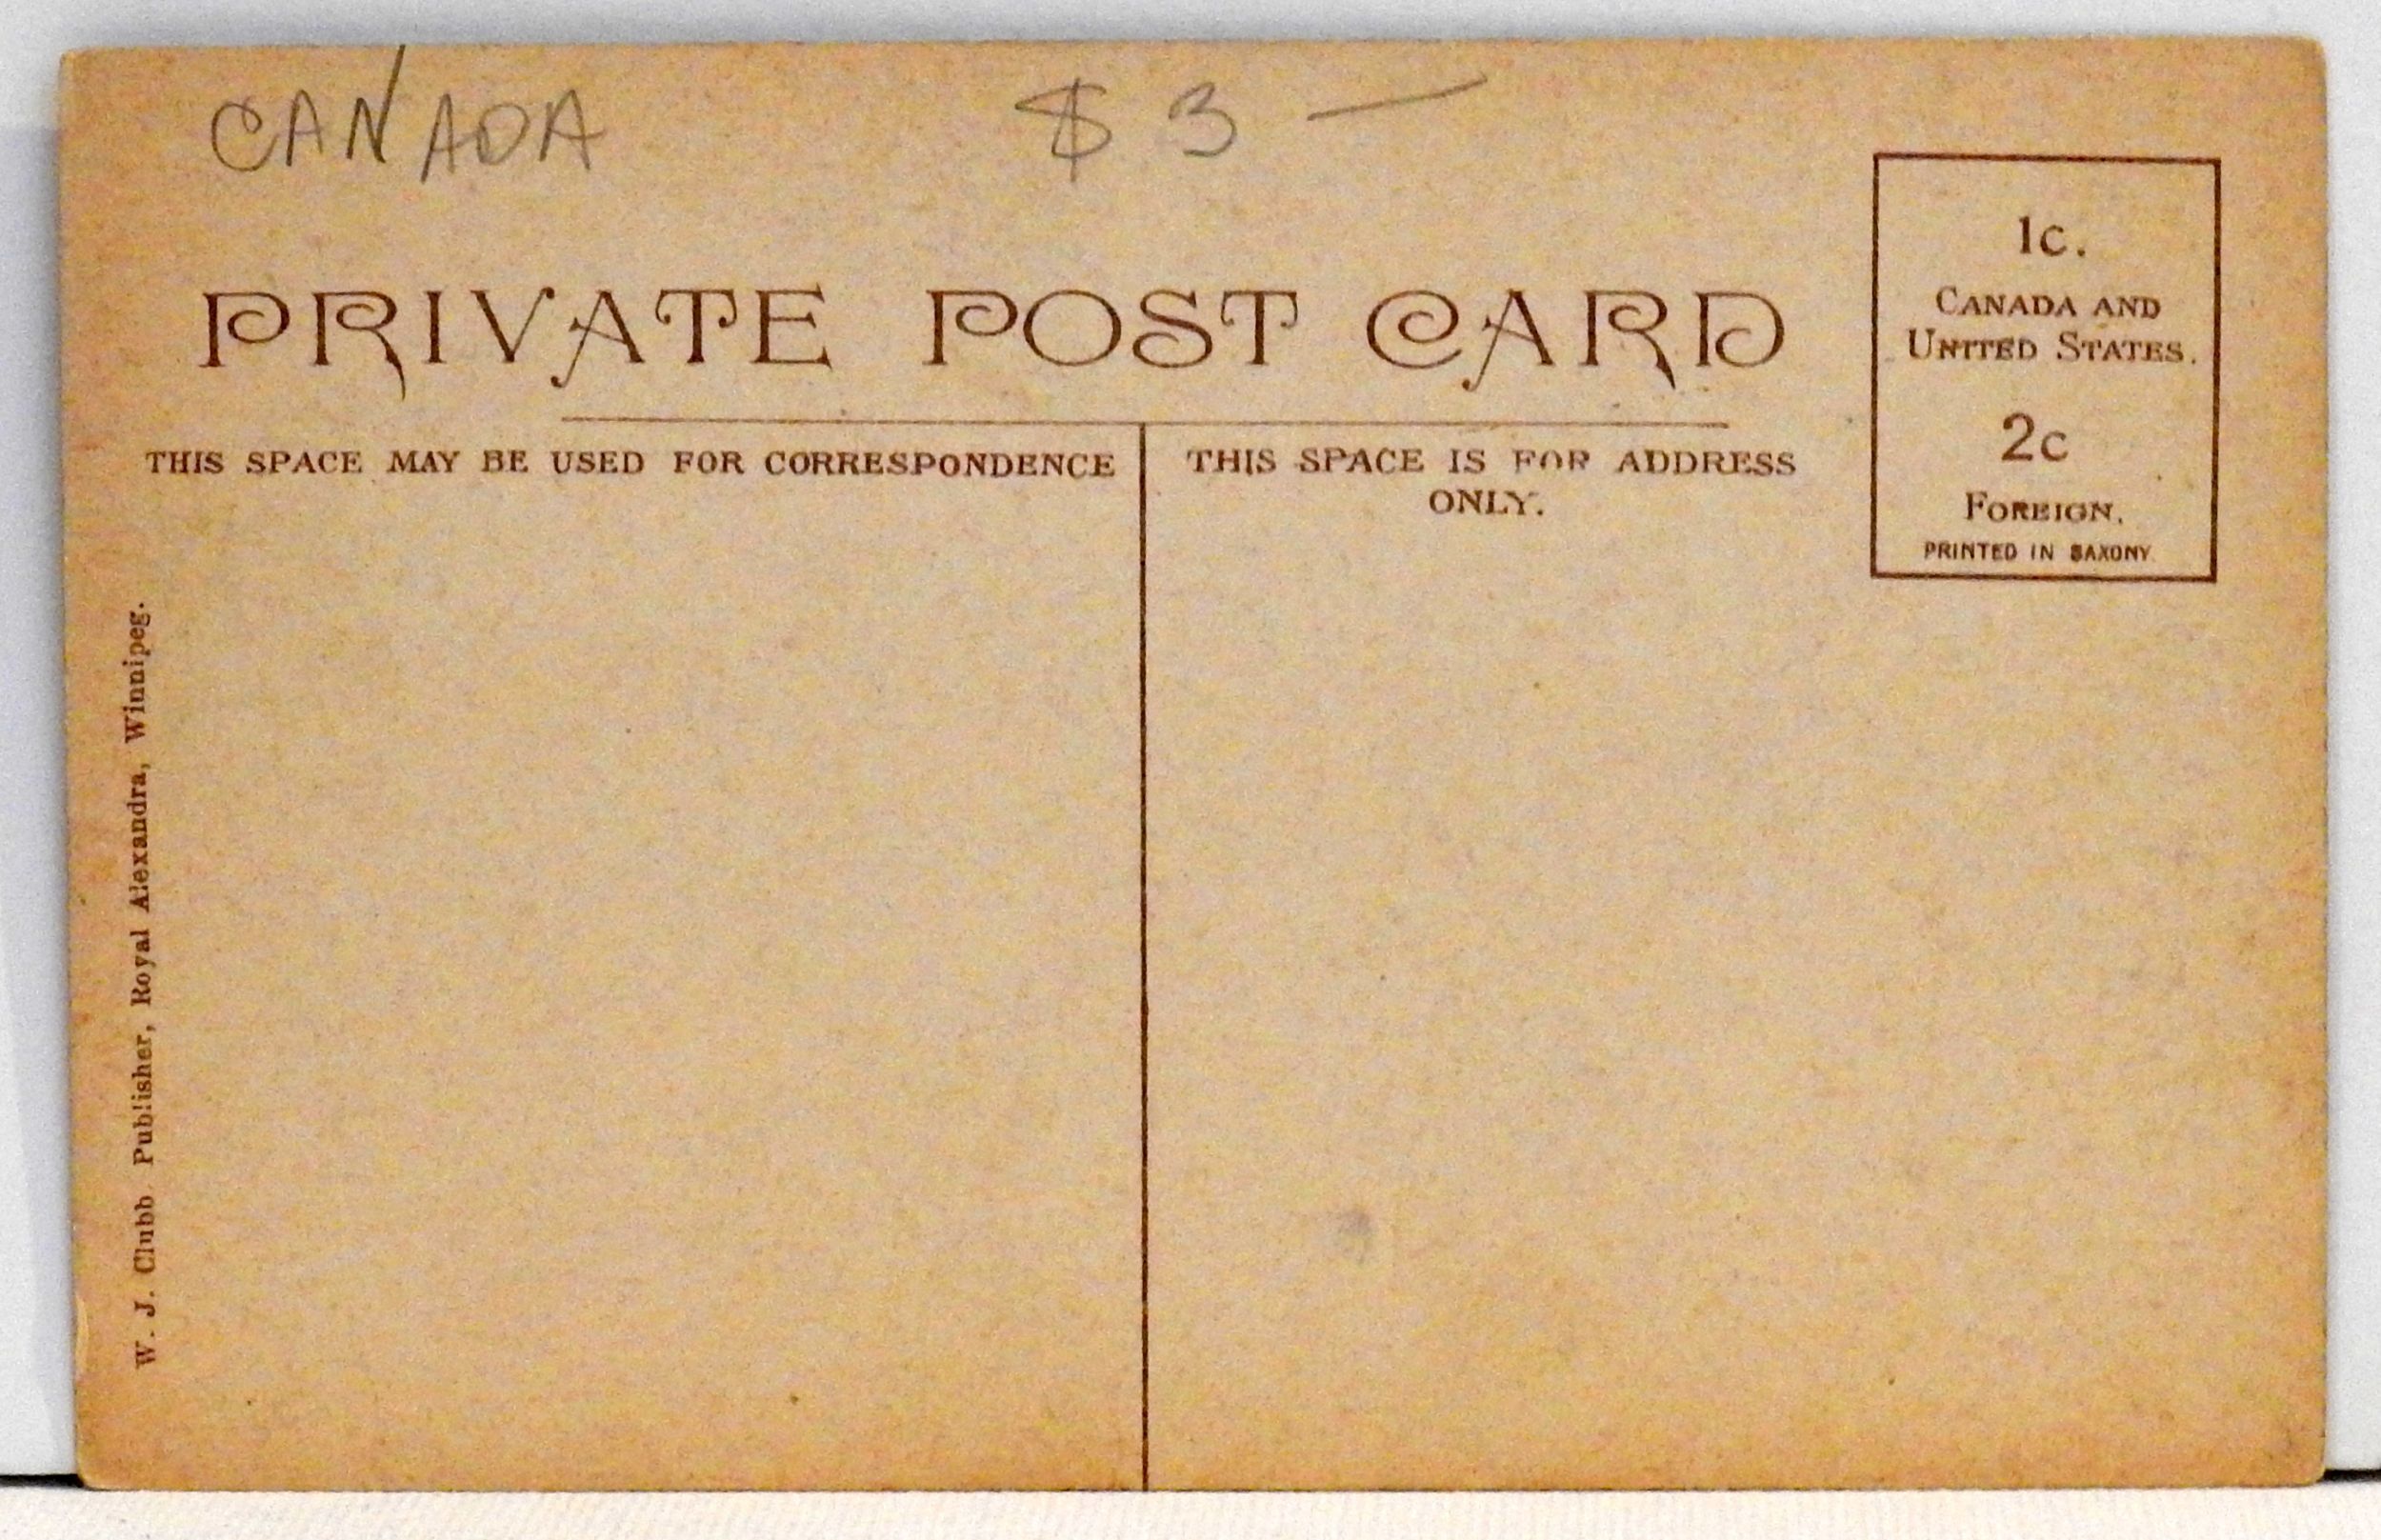 CANADA $ 3 —
PRIVATE POST CARD
THIS SPACE MAY BE USED FOR CORRESPONDENCE
THIS SPACE IS FOR ADDRESS
ONLY.
1c.
CANADA AND
UNITED STATES.
2c
FOREIGN.
PRINTED IN SAXONY.
W. J. Clubb Publisher, Royal Alexandra, Winnipeg.